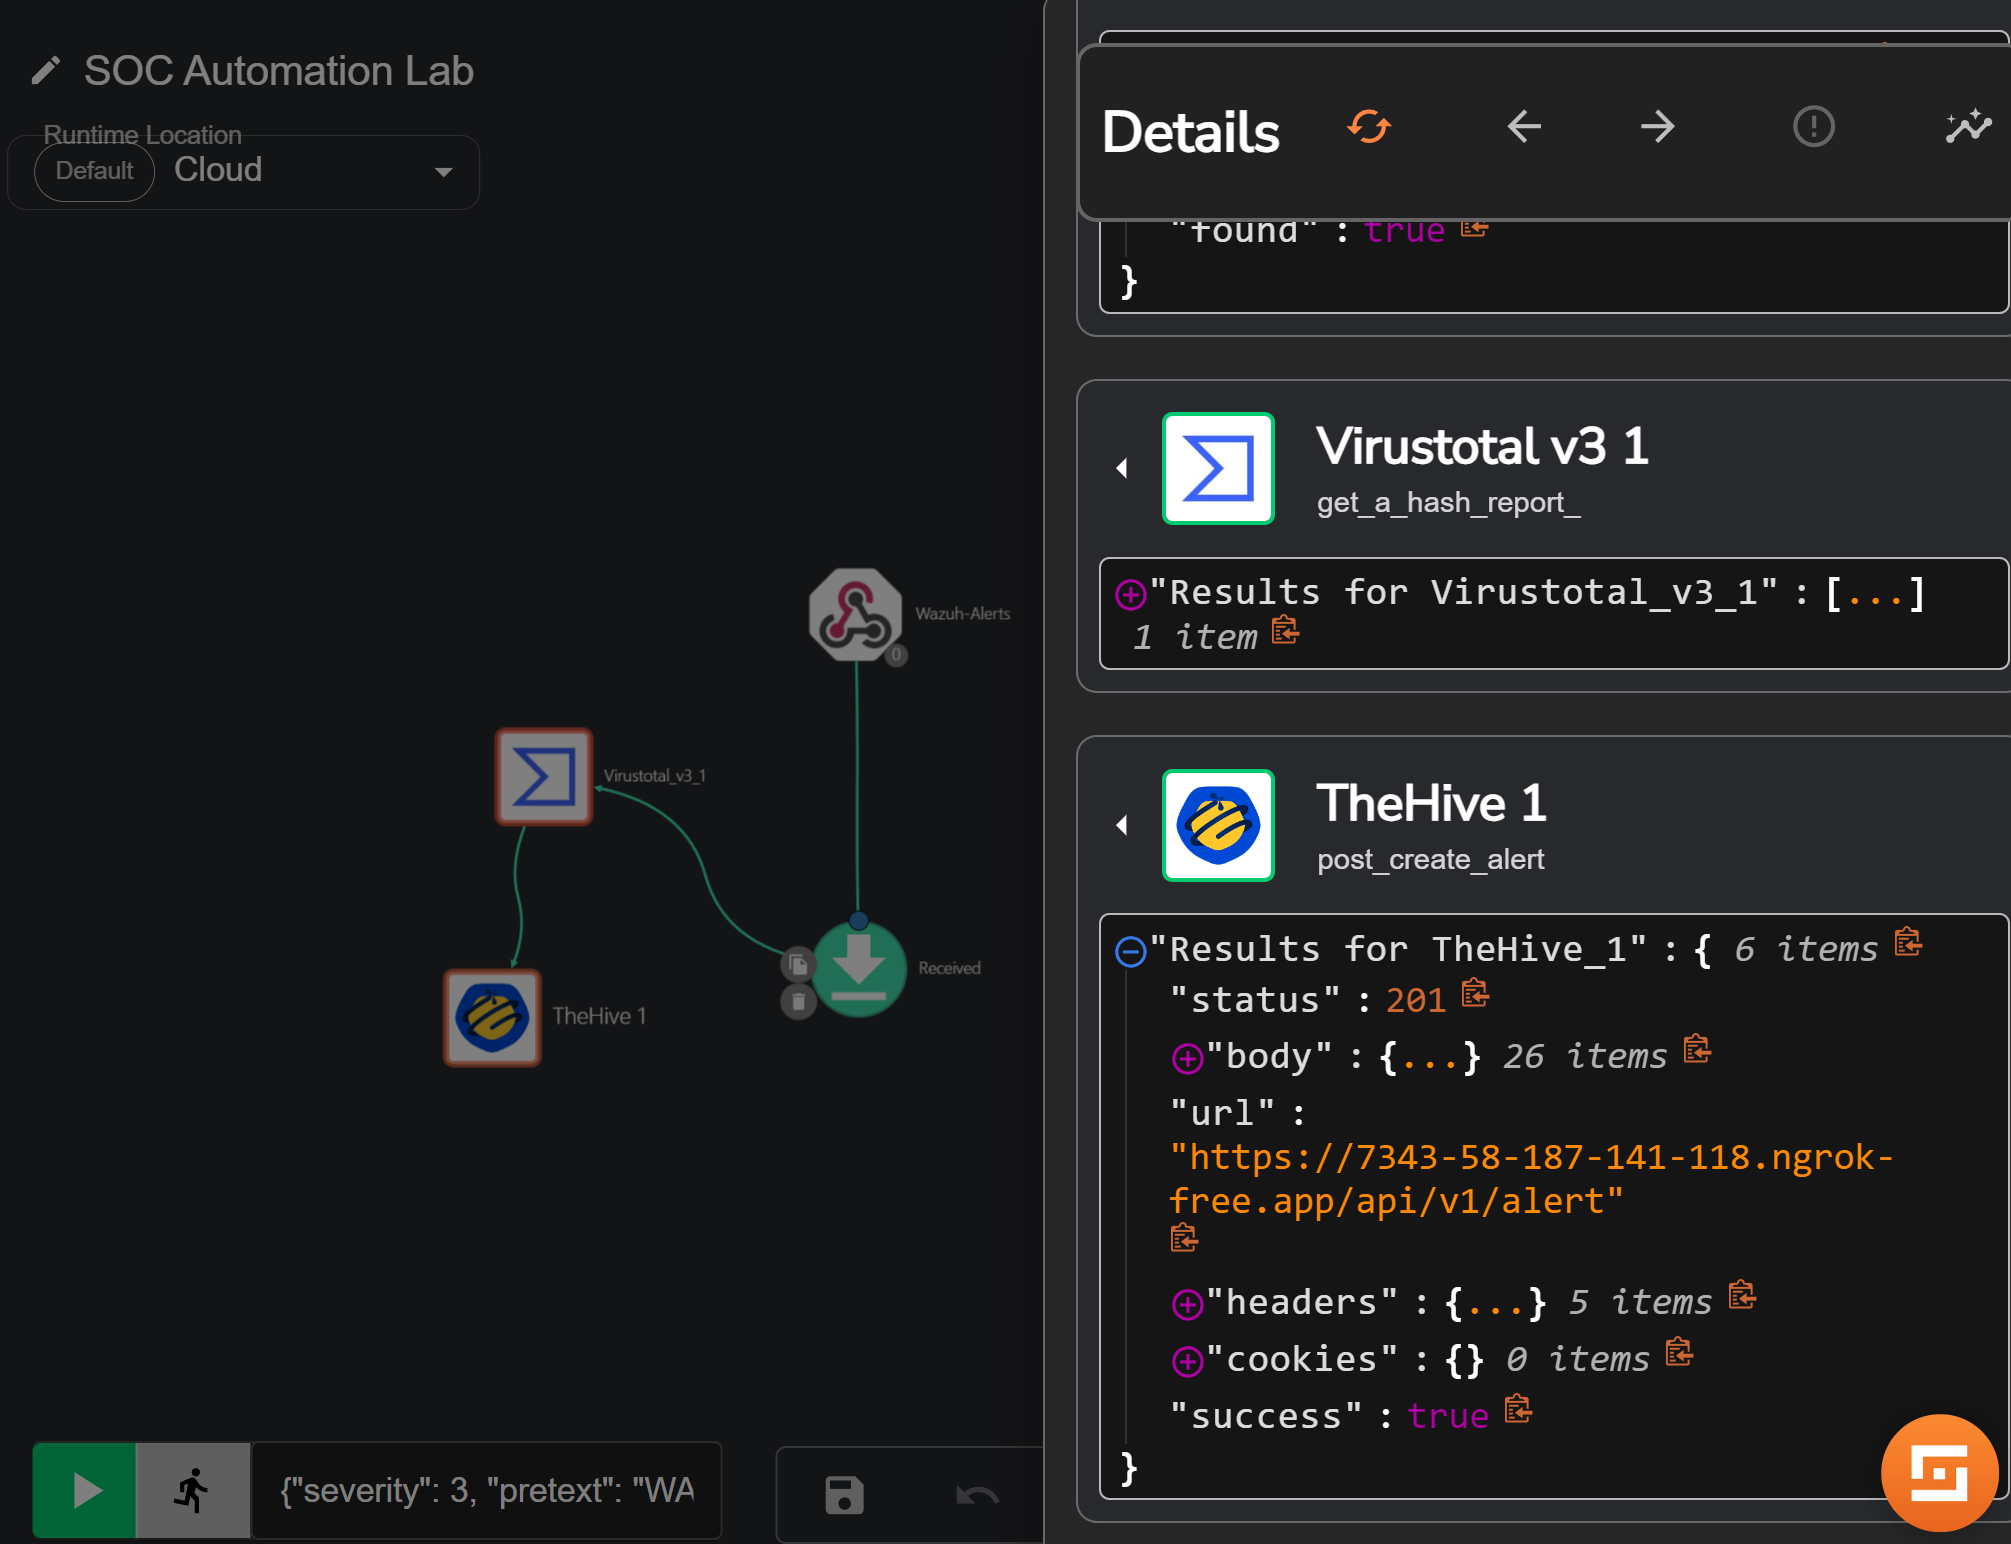 SOC Automation Lab
Runtime Location
Default
Cloud
Wazuh-Alerts
0
Virustotal_v3_1
Received
TheHive 1
{"severity": 3, "pretext": "WA
Details
"found" : true
}
Virustotal v3 1
get_a_hash_report_
"Results for Virustotal_v3_1" : [...]
1 item
TheHive 1
post_create_alert
"Results for TheHive_1" : { 6 items
"status" : 201
"body" : {...} 26 items
"url" :
"https://7343-58-187-141-118.ngrok-
free.app/api/v1/alert"
"headers" : {...} 5 items
"cookies" : {} 0 items
"success" : true
}